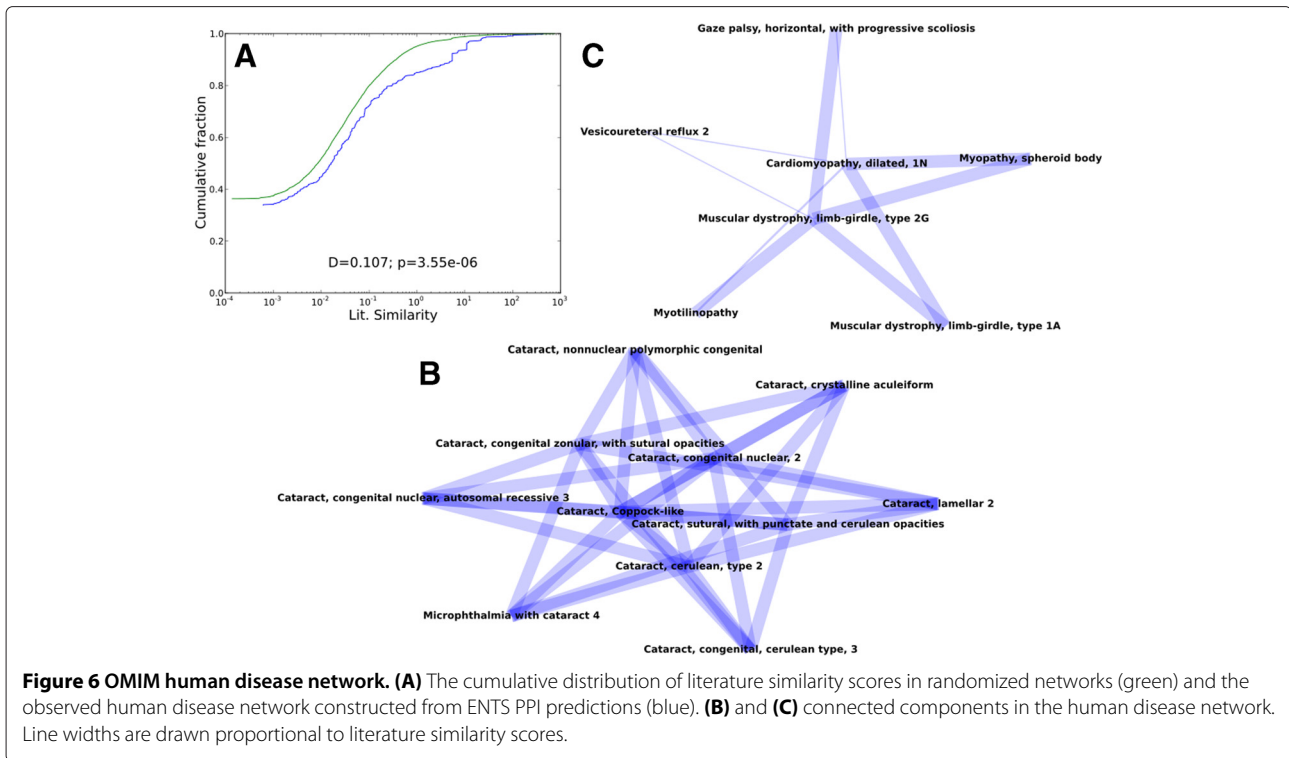 A
1.0
0.8
0.6
0.4
0.2
0.0
Cumulative fraction
D=0.107; p=3.55e-06
10^-4 10^-3 10^-2 10^-1 10^0 10^1 10^2 10^3
Lit. Similarity
C
Gaze palsy, horizontal, with progressive scoliosis
Vesicoureteral reflux 2
Cardiomyopathy, dilated, 1N
Myopathy, spheroid body
Muscular dystrophy, limb-girdle, type 2G
Myotilinopathy
Muscular dystrophy, limb-girdle, type 1A
B
Cataract, nonnuclear polymorphic congenital
Cataract, crystalline aculeiform
Cataract, congenital zonular, with sutural opacities
Cataract, congenital nuclear, 2
Cataract, congenital nuclear, autosomal recessive 3
Cataract, Coppock-like
Cataract, lamellar 2
Cataract, sutural, with punctate and cerulean opacities
Cataract, cerulean, type 2
Microphthalmia with cataract 4
Cataract, congenital, cerulean type, 3
Figure 6 OMIM human disease network. (A) The cumulative distribution of literature similarity scores in randomized networks (green) and the
observed human disease network constructed from ENTS PPI predictions (blue). (B) and (C) connected components in the human disease network.
Line widths are drawn proportional to literature similarity scores.